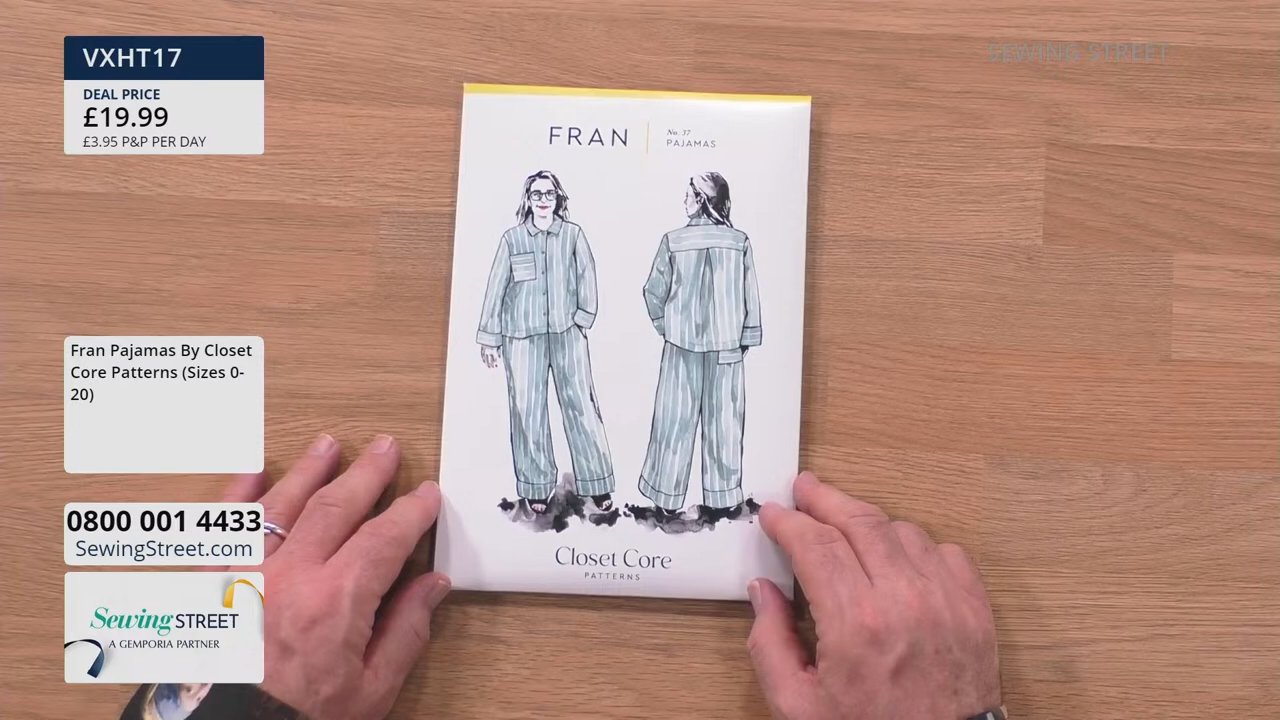 VXHT17
DEAL PRICE
£19.99
£3.95 P&P PER DAY
SEWING STREET
FRAN
No. 37
PAJAMAS
Fran Pajamas By Closet
Core Patterns (Sizes 0-
20)
0800 001 4433
SewingStreet.com
Closet Core
PATTERNS
Sewing STREET
A GEMPORIA PARTNER